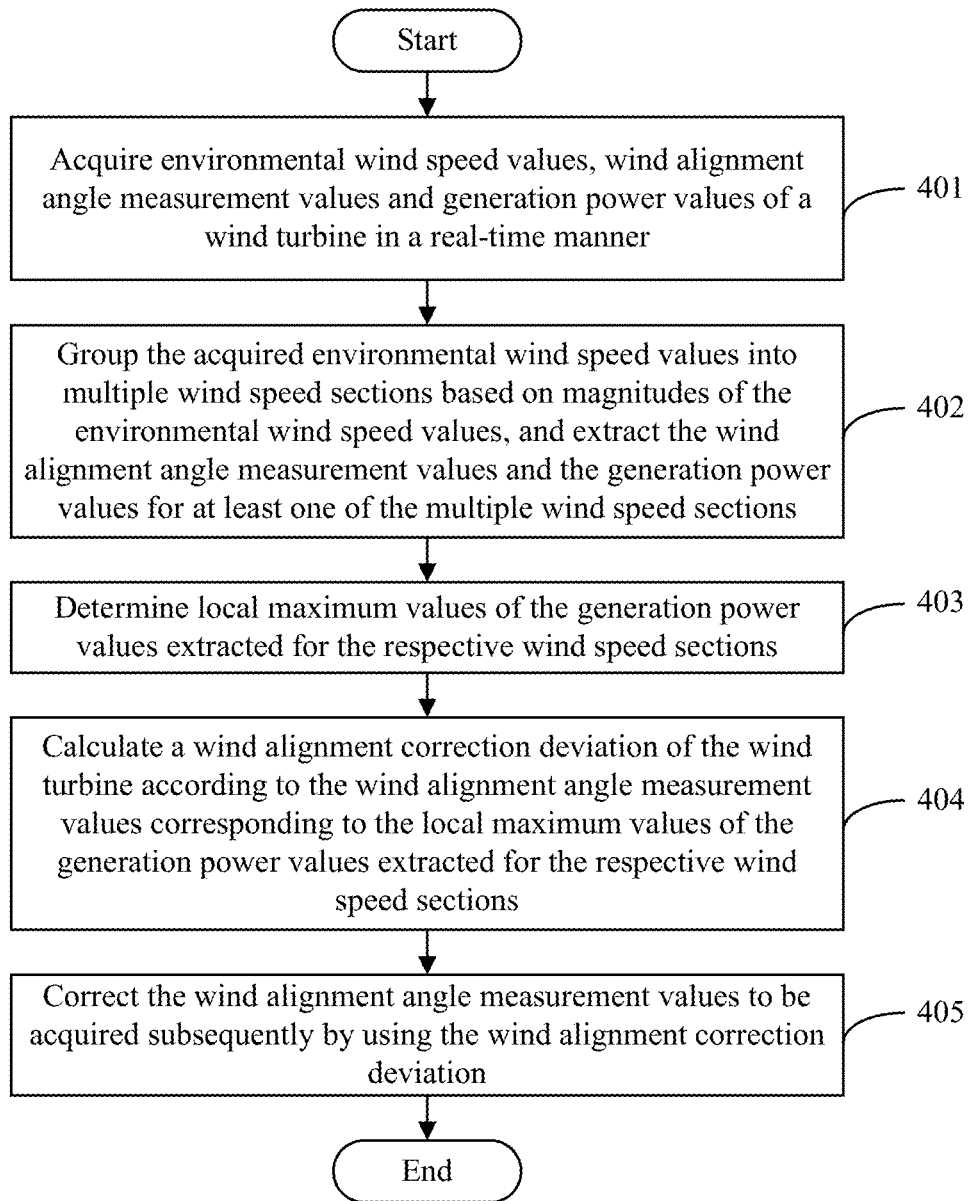 Start
Acquire environmental wind speed values, wind alignment
angle measurement values and generation power values of a
wind turbine in a real-time manner
401
Group the acquired environmental wind speed values into
multiple wind speed sections based on magnitudes of the
environmental wind speed values, and extract the wind
alignment angle measurement values and the generation power
values for at least one of the multiple wind speed sections
402
Determine local maximum values of the generation power
values extracted for the respective wind speed sections
403
Calculate a wind alignment correction deviation of the wind
turbine according to the wind alignment angle measurement
values corresponding to the local maximum values of the
generation power values extracted for the respective wind
speed sections
404
Correct the wind alignment angle measurement values to be
acquired subsequently by using the wind alignment correction
deviation
405
End